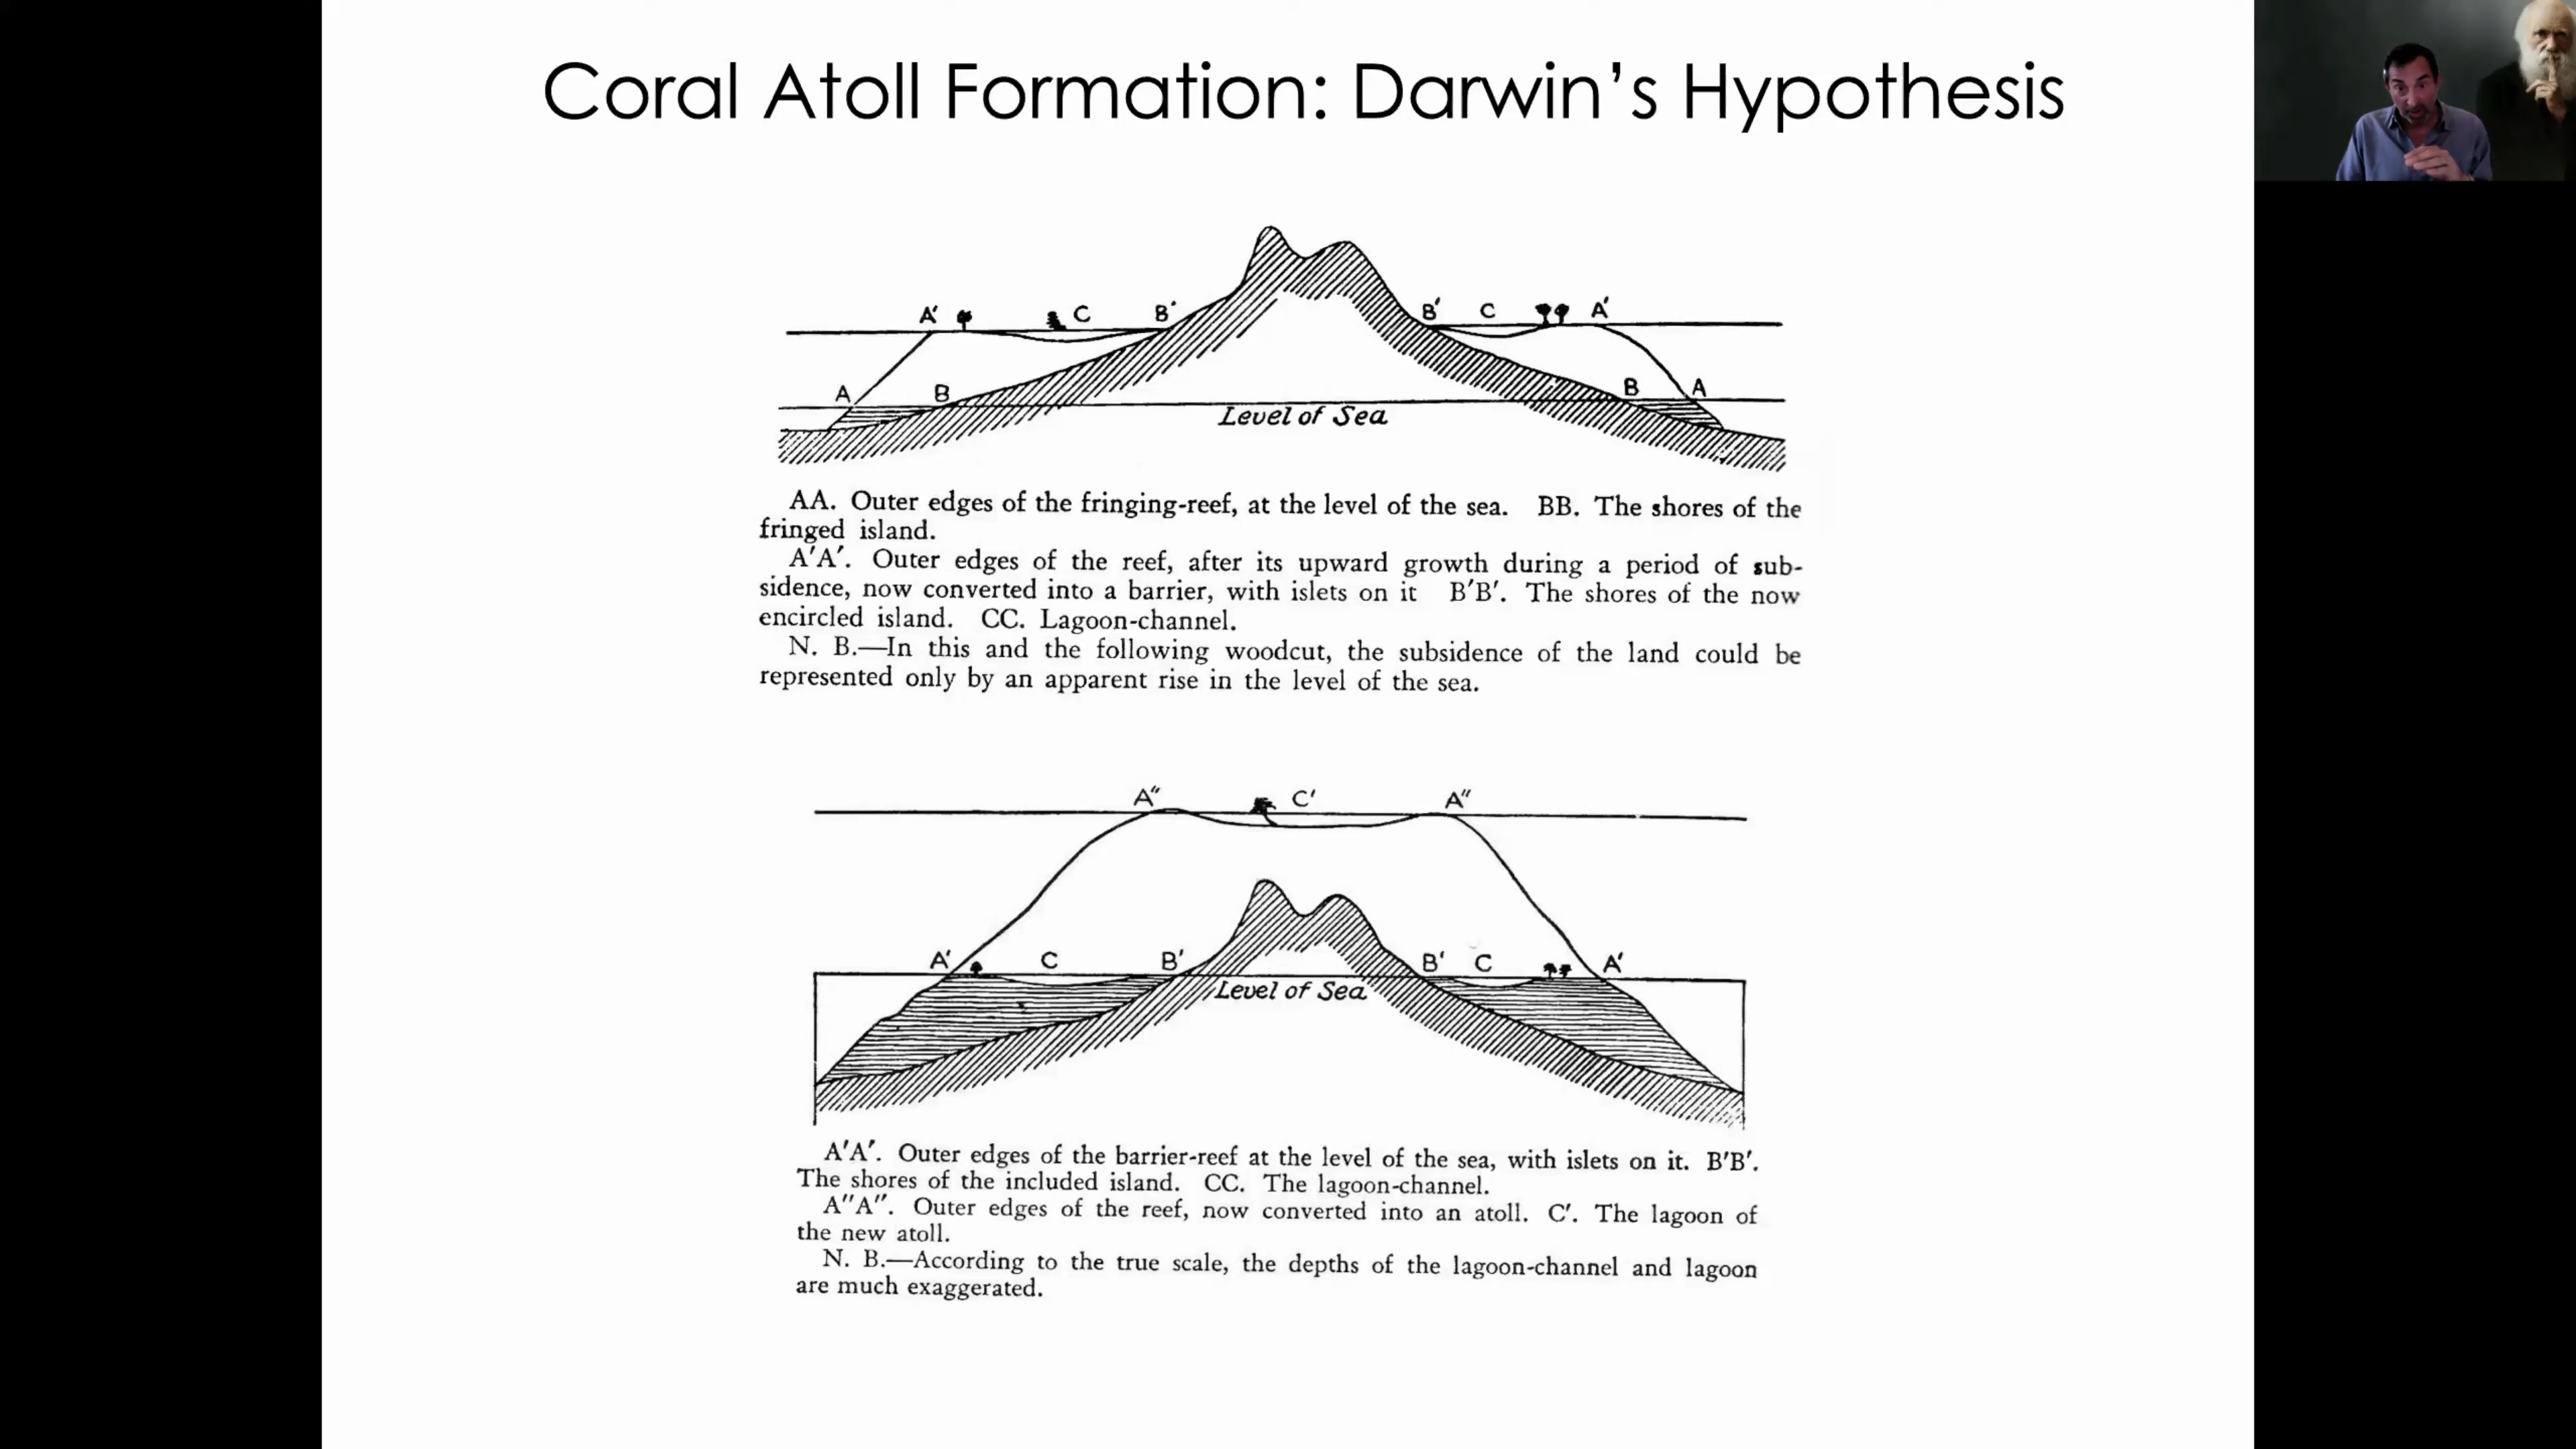 Coral Atoll Formation: Darwin’s Hypothesis
A′ C B′ B′ C A′
A B B A
Level of Sea
AA. Outer edges of the fringing-reef, at the level of the sea. BB. The shores of the
fringed island.
A′A′. Outer edges of the reef, after its upward growth during a period of sub-
sidence, now converted into a barrier, with islets on it B′B′. The shores of the now
encircled island. CC. Lagoon-channel.
N. B.—In this and the following woodcut, the subsidence of the land could be
represented only by an apparent rise in the level of the sea.
A″ C′ A″
A′ C B′ B′ C A′
Level of Sea
A′A′. Outer edges of the barrier-reef at the level of the sea, with islets on it. B′B′.
The shores of the included island. CC. The lagoon-channel.
A″A″. Outer edges of the reef, now converted into an atoll. C′. The lagoon of
the new atoll.
N. B.—According to the true scale, the depths of the lagoon-channel and lagoon
are much exaggerated.